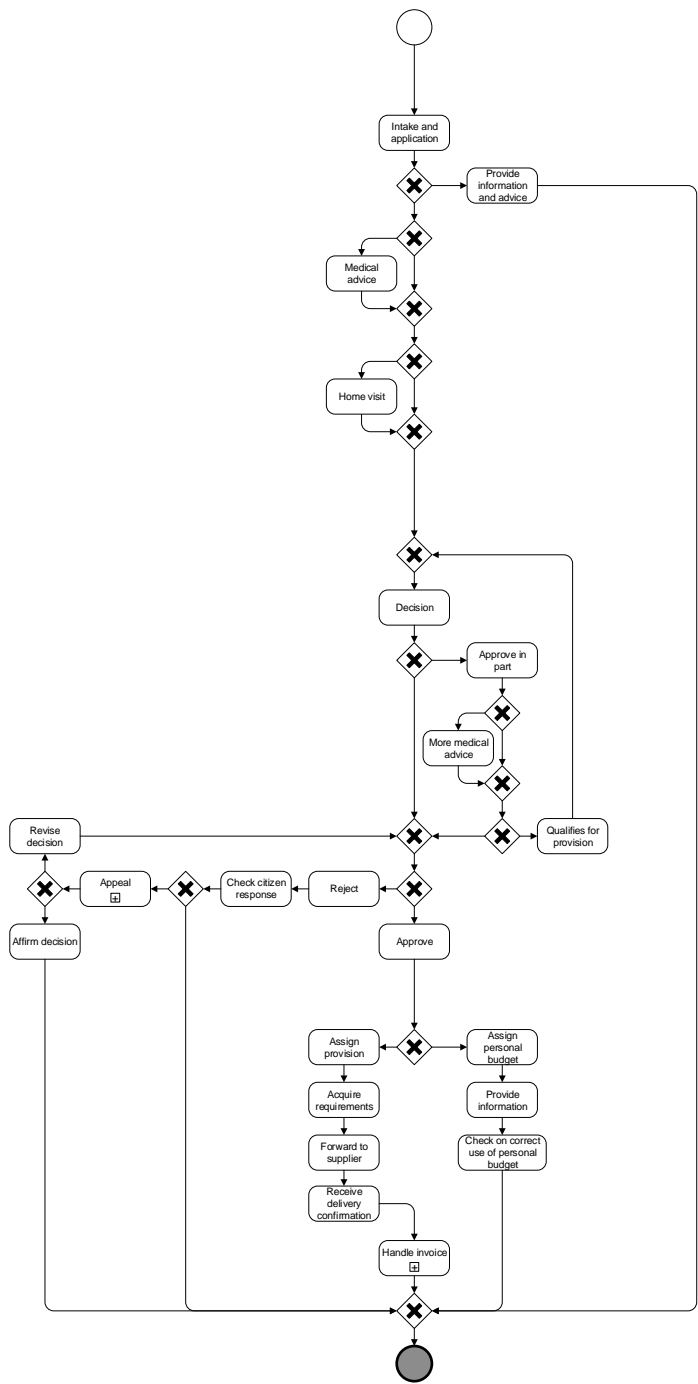 Intake and
application
Provide
information
and advice
Medical
advice
Home visit
Decision
Approve in
part
More medical
advice
Revise
decision
Qualifies for
provision
Appeal
Check citizen
response
Reject
Affirm decision
Approve
Assign
provision
Assign
personal
budget
Acquire
requirements
Provide
information
Forward to
supplier
Check on correct
use of personal
budget
Receive
delivery
confirmation
Handle invoice